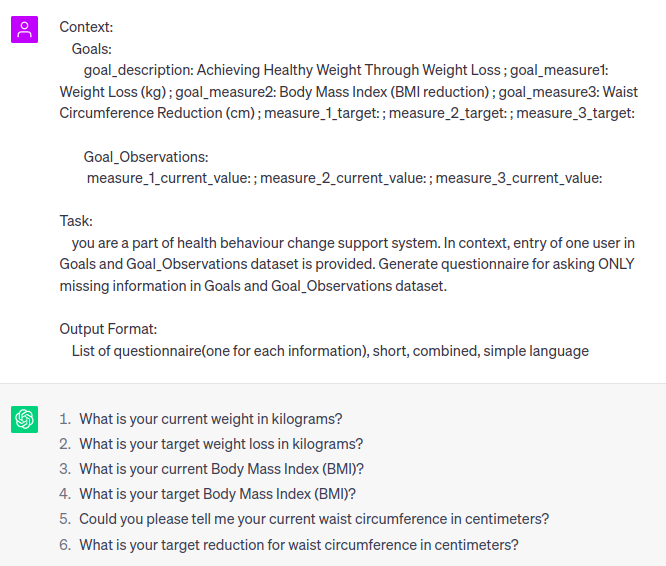 Context:
Goals:
goal_description: Achieving Healthy Weight Through Weight Loss ; goal_measure1:
Weight Loss (kg) ; goal_measure2: Body Mass Index (BMI reduction) ; goal_measure3: Waist
Circumference Reduction (cm) ; measure_1_target: ; measure_2_target: ; measure_3_target:
Goal_Observations:
measure_1_current_value: ; measure_2_current_value: ; measure_3_current_value:
Task:
you are a part of health behaviour change support system. In context, entry of one user in
Goals and Goal_Observations dataset is provided. Generate questionnaire for asking ONLY
missing information in Goals and Goal_Observations dataset.
Output Format:
List of questionnaire(one for each information), short, combined, simple language
1. What is your current weight in kilograms?
2. What is your target weight loss in kilograms?
3. What is your current Body Mass Index (BMI)?
4. What is your target Body Mass Index (BMI)?
5. Could you please tell me your current waist circumference in centimeters?
6. What is your target reduction for waist circumference in centimeters?